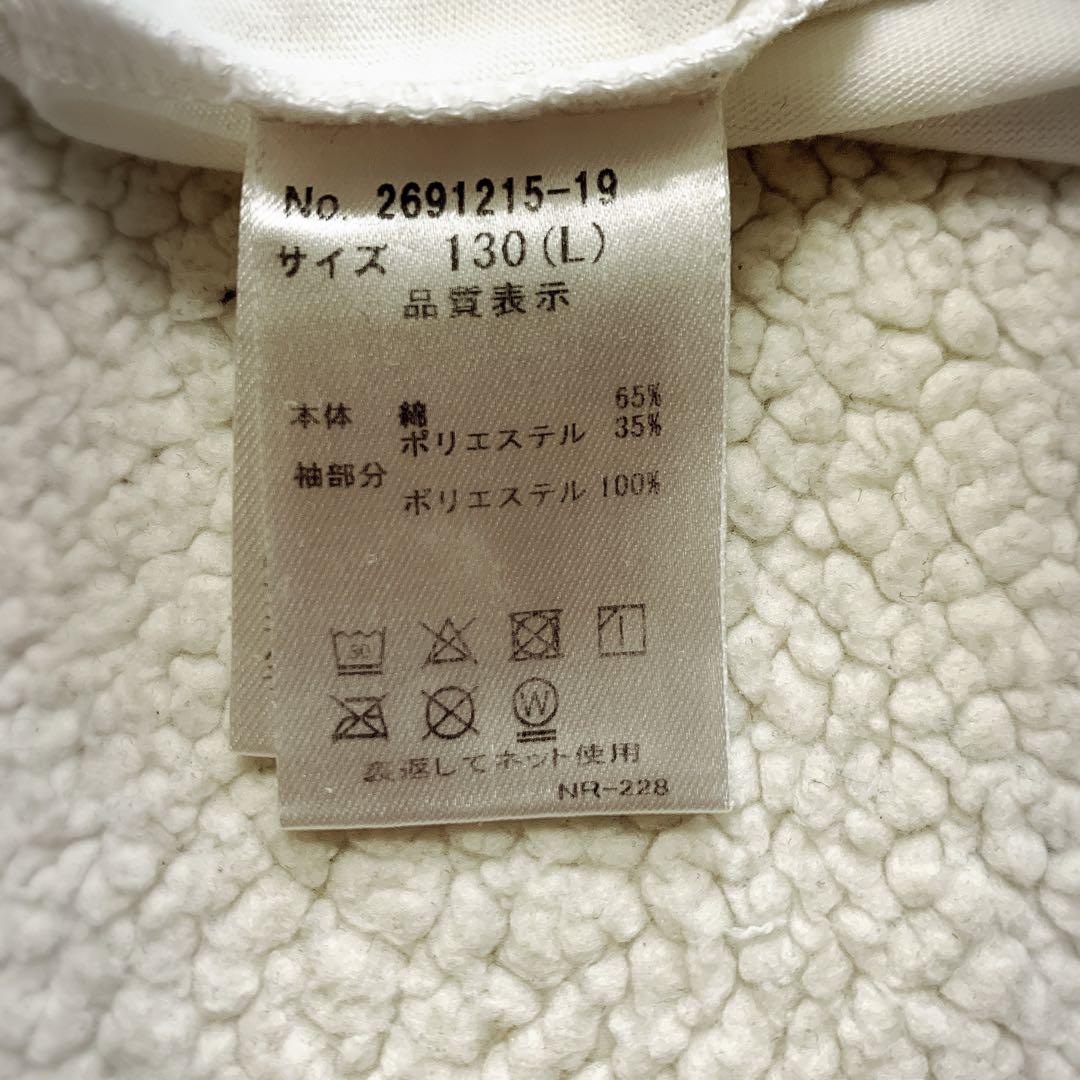 No. 2691215-19
サイズ 130(L)
品質表示
本体 綿 65%
ポリエステル 35%
袖部分
ポリエステル 100%
30
W
裏返してネット使用
NR-228